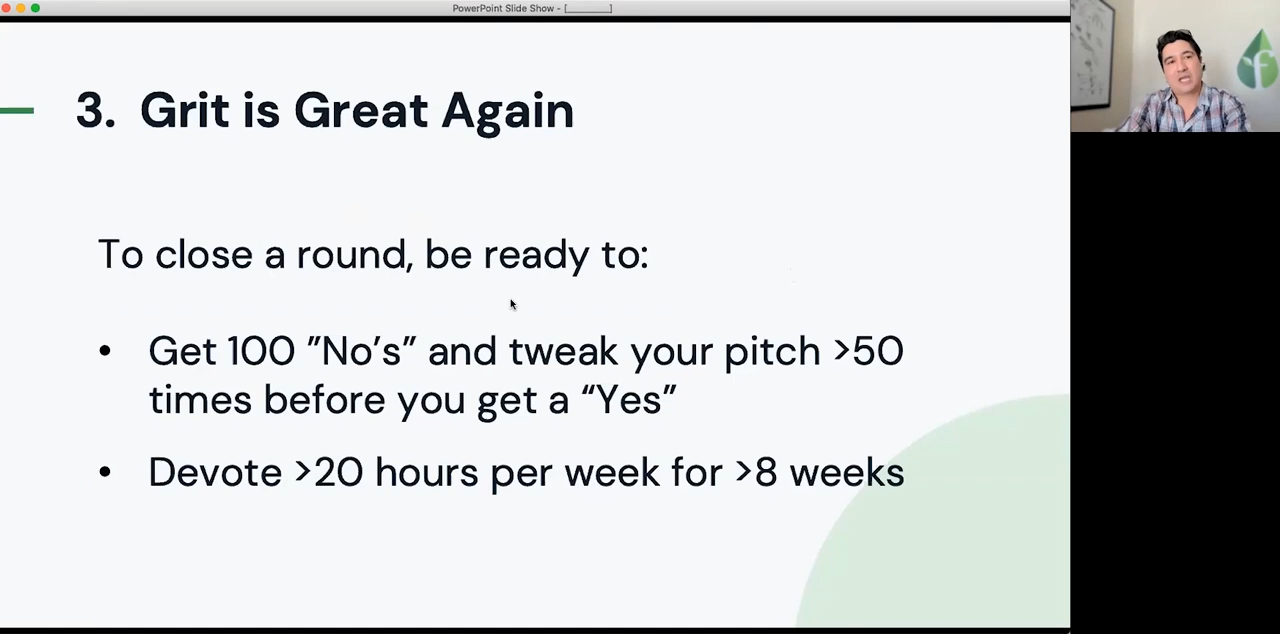 PowerPoint Slide Show - [________]
3. Grit is Great Again
To close a round, be ready to:
• Get 100 ”No’s” and tweak your pitch >50
times before you get a “Yes”
• Devote >20 hours per week for >8 weeks
f